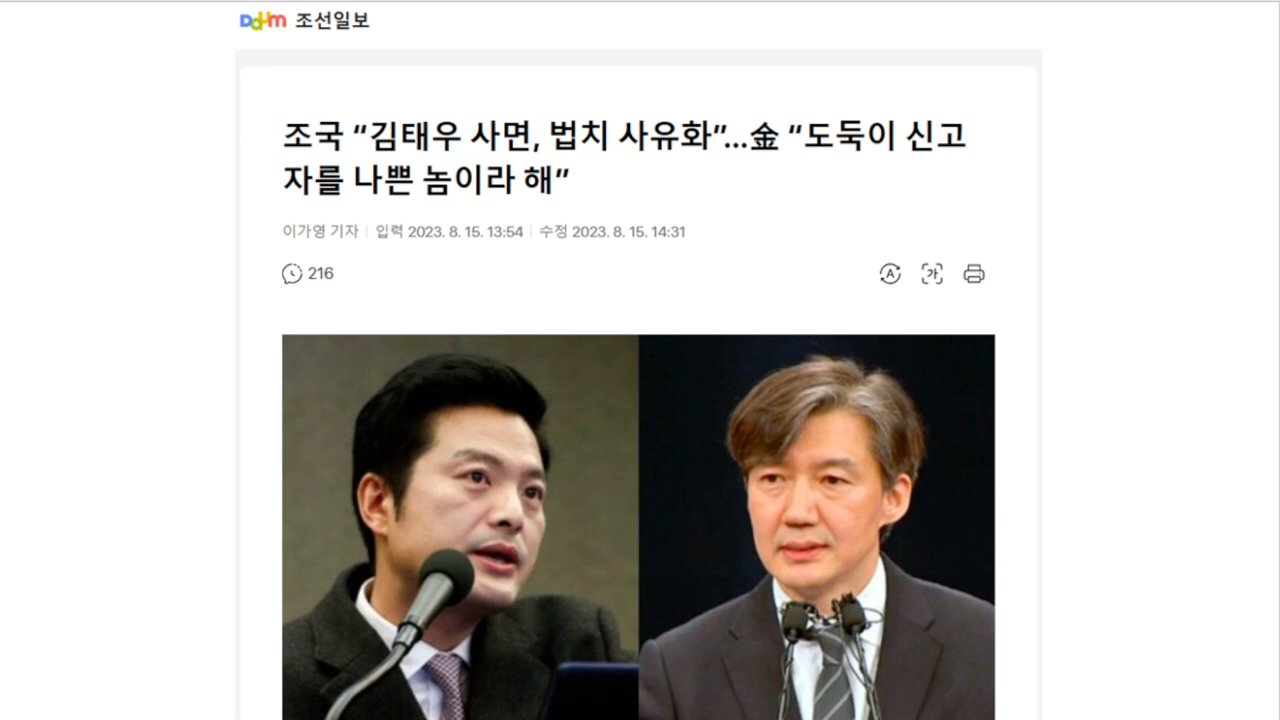 Daum 조선일보
조국 “김태우 사면, 법치 사유화”...金 “도둑이 신고
자를 나쁜 놈이라 해”
이가영 기자 | 입력 2023. 8. 15. 13:54 | 수정 2023. 8. 15. 14:31
216
A 가